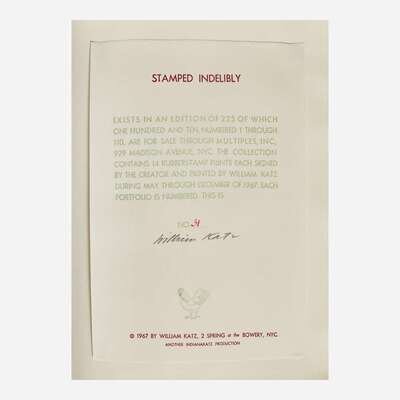 STAMPED INDELIBLY
EXISTS IN AN EDITION OF 225 OF WHICH
ONE HUNDRED AND TEN, NUMBERED 1 THROUGH
110, ARE FOR SALE THROUGH MULTIPLES, INC,
929 MADISON AVENUE, NYC. THE COLLECTION
CONTAINS 14 RUBBERSTAMP PRINTS EACH SIGNED
BY THE CREATOR AND PRINTED BY WILLIAM KATZ
DURING MAY THROUGH DECEMBER OF 1967. EACH
PORTFOLIO IS NUMBERED. THIS IS
NO.
William Katz
© 1967 BY WILLIAM KATZ, 2 SPRING at the BOWERY, NYC
ANOTHER INDIANAKATZ PRODUCTION